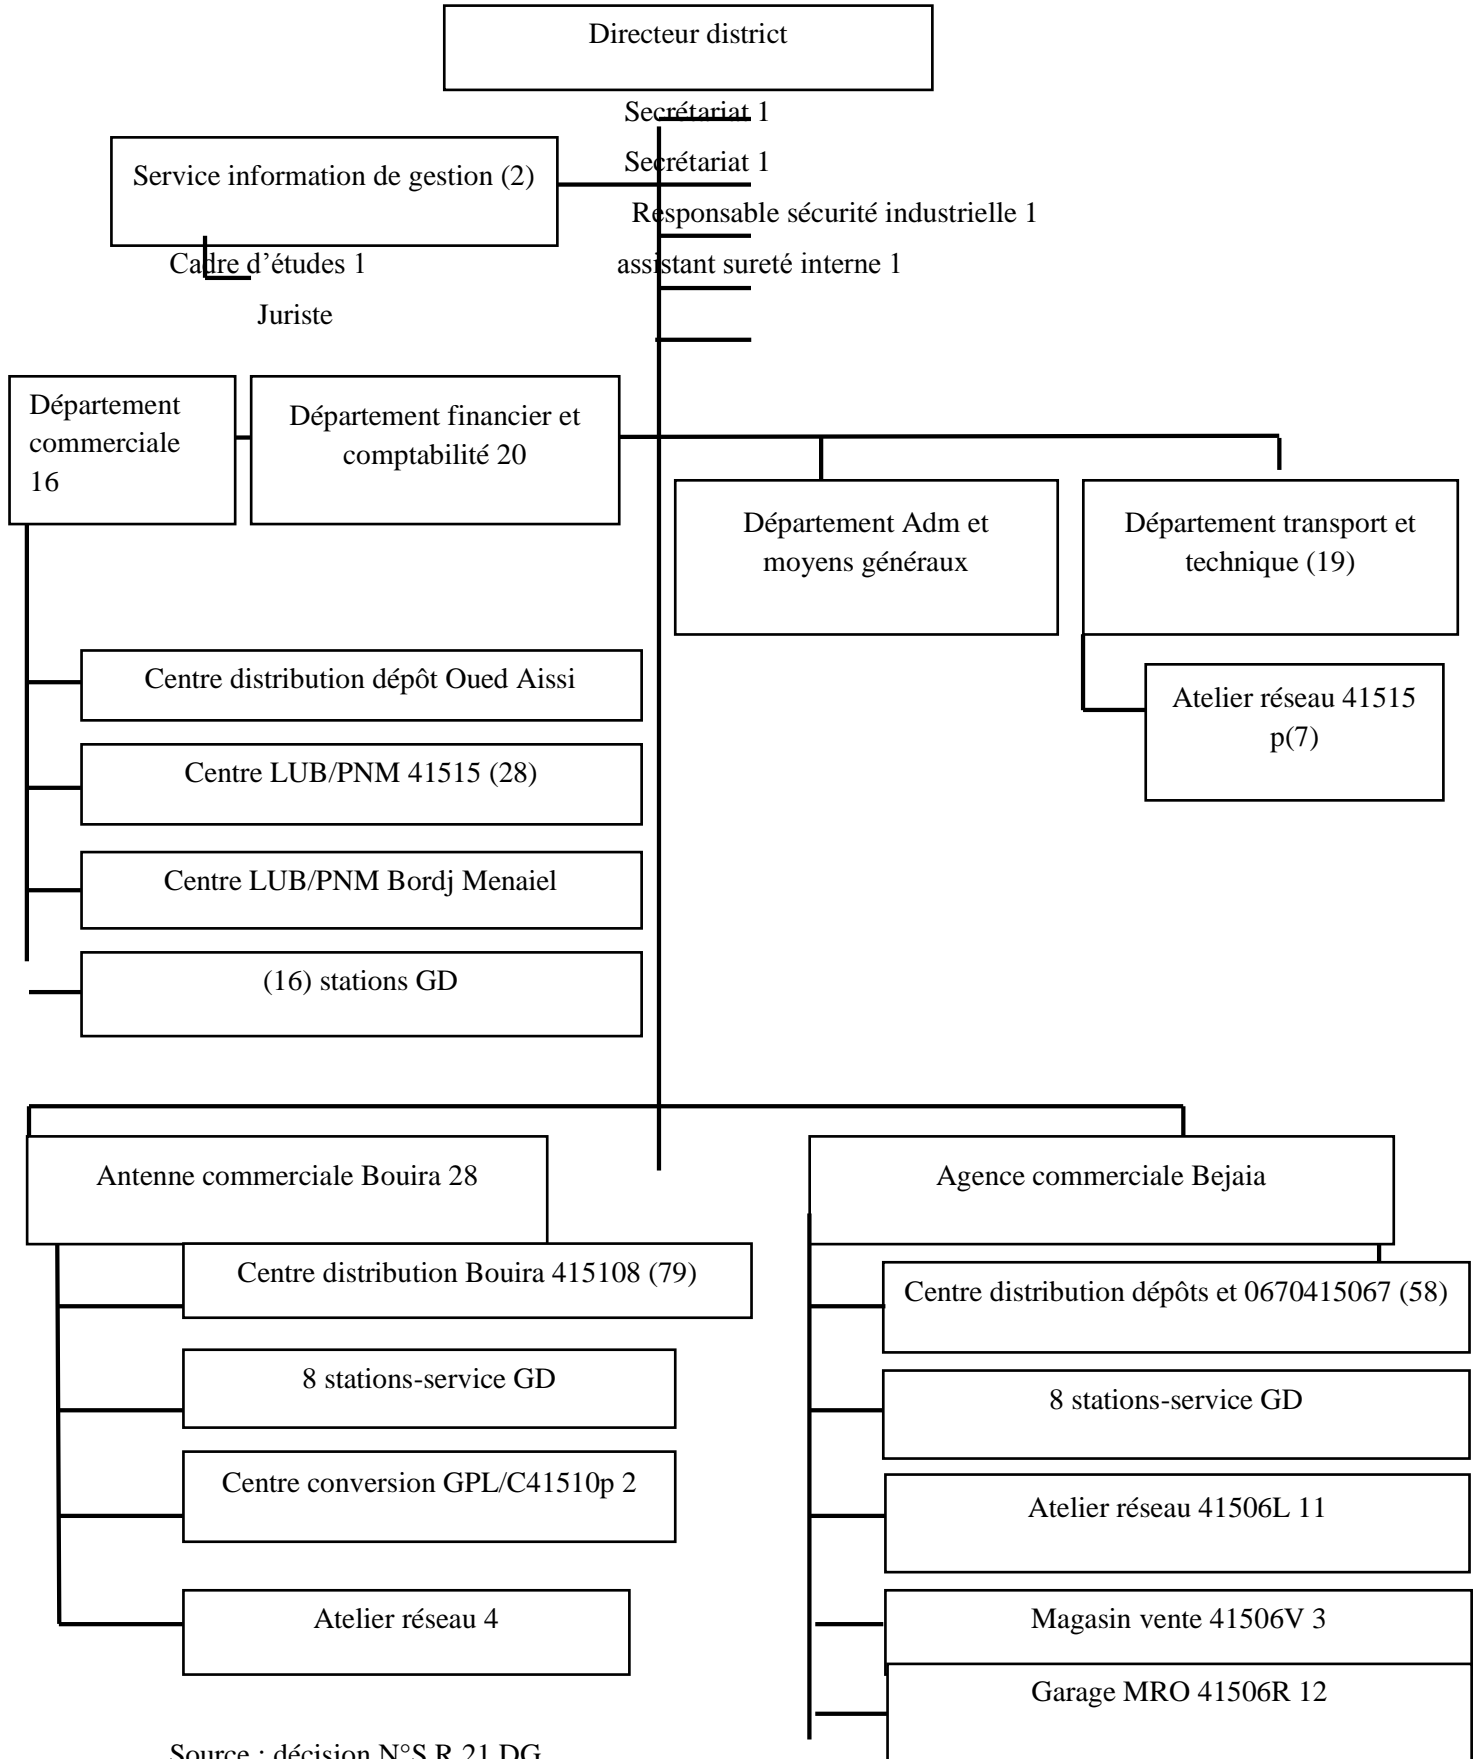 Directeur district
Secrétariat 1
Service information de gestion (2)
Secrétariat 1
Responsable sécurité industrielle 1
Cadre d’études 1
assistant sureté interne 1
Juriste
Département
commerciale
16
Département financier et
comptabilité 20
Département Adm et
moyens généraux
Département transport et
technique (19)
Centre distribution dépôt Oued Aissi
Atelier réseau 41515
p(7)
Centre LUB/PNM 41515 (28)
Centre LUB/PNM Bordj Menaiel
(16) stations GD
Antenne commerciale Bouira 28
Centre distribution Bouira 415108 (79)
8 stations-service GD
Centre conversion GPL/C41510p 2
Atelier réseau 4
Agence commerciale Bejaia
Centre distribution dépôts et 0670415067 (58)
8 stations-service GD
Atelier réseau 41506L 11
Magasin vente 41506V 3
Garage MRO 41506R 12
Source : décision N°S R 21 DG